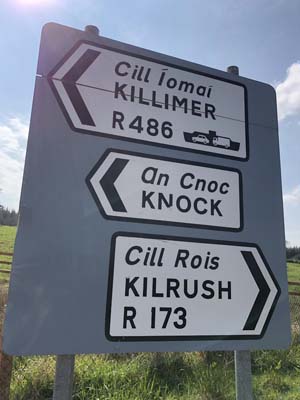 Cill Íomaí
KILLIMER
R486
an Cnoc
KNOCK
Cill Rois
KILRUSH
R 173